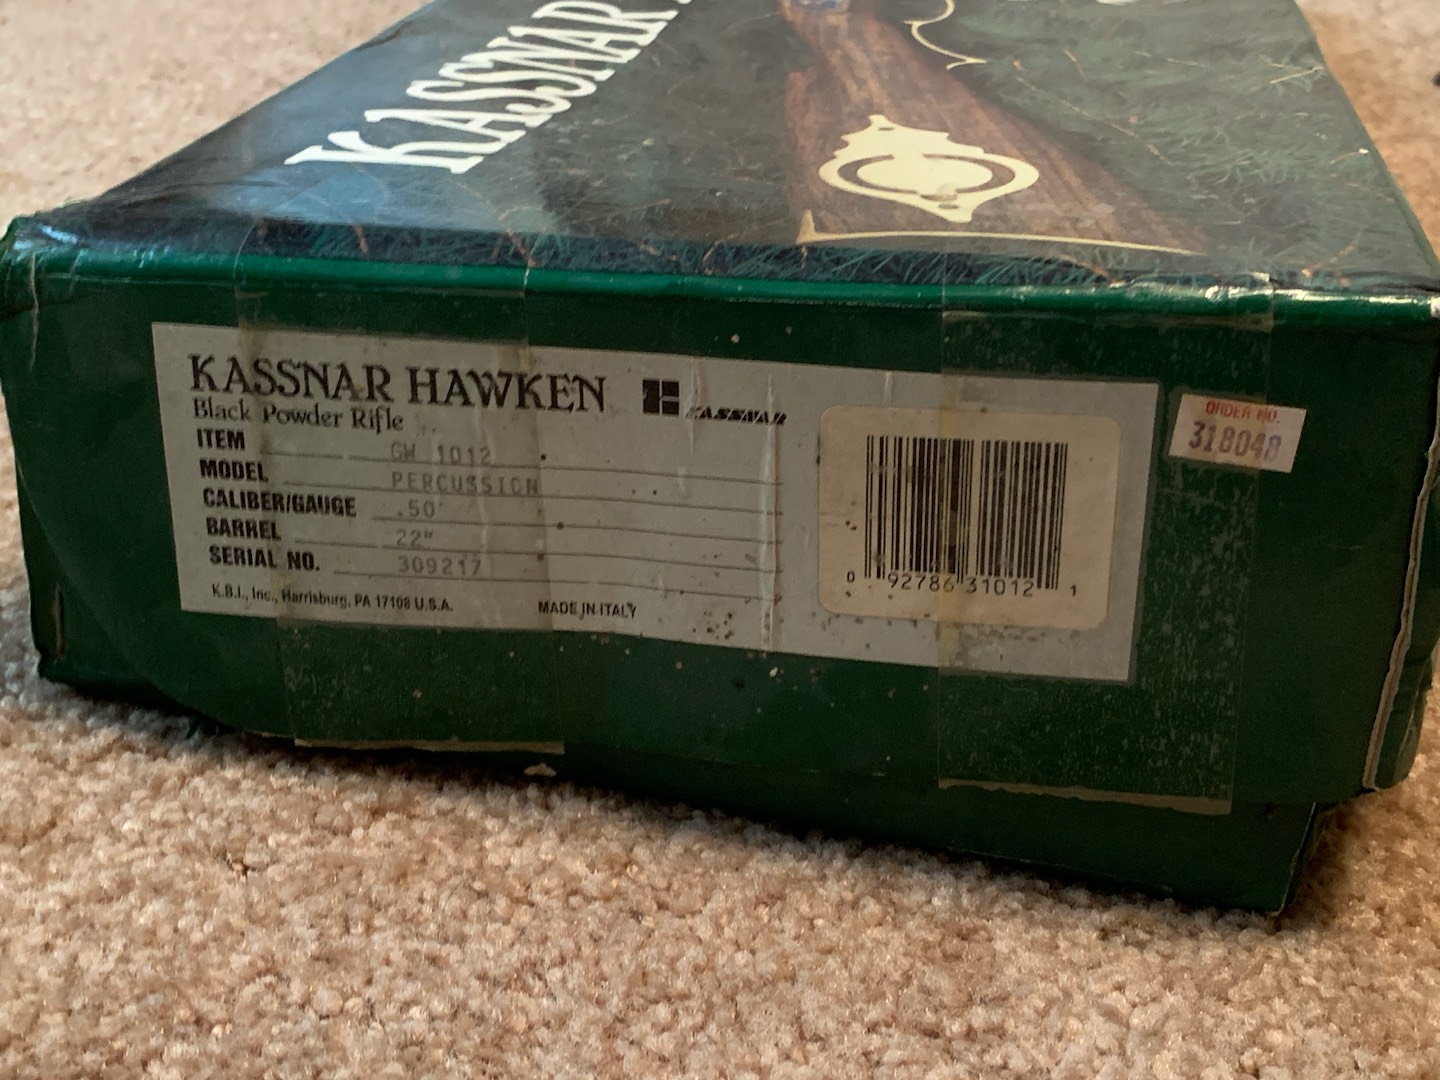 KASSNAR
KASSNAR HAWKEN
KASSNAR
Black Powder Rifle
ITEM GW 1012
MODEL PERCUSSION
CALIBER/GAUGE .50
BARREL 22"
SERIAL NO. 309217
K.B.I., Inc., Harrisburg, PA 17108 U.S.A. MADE IN ITALY
0 92786 31012 1
ORDER NO.
318048